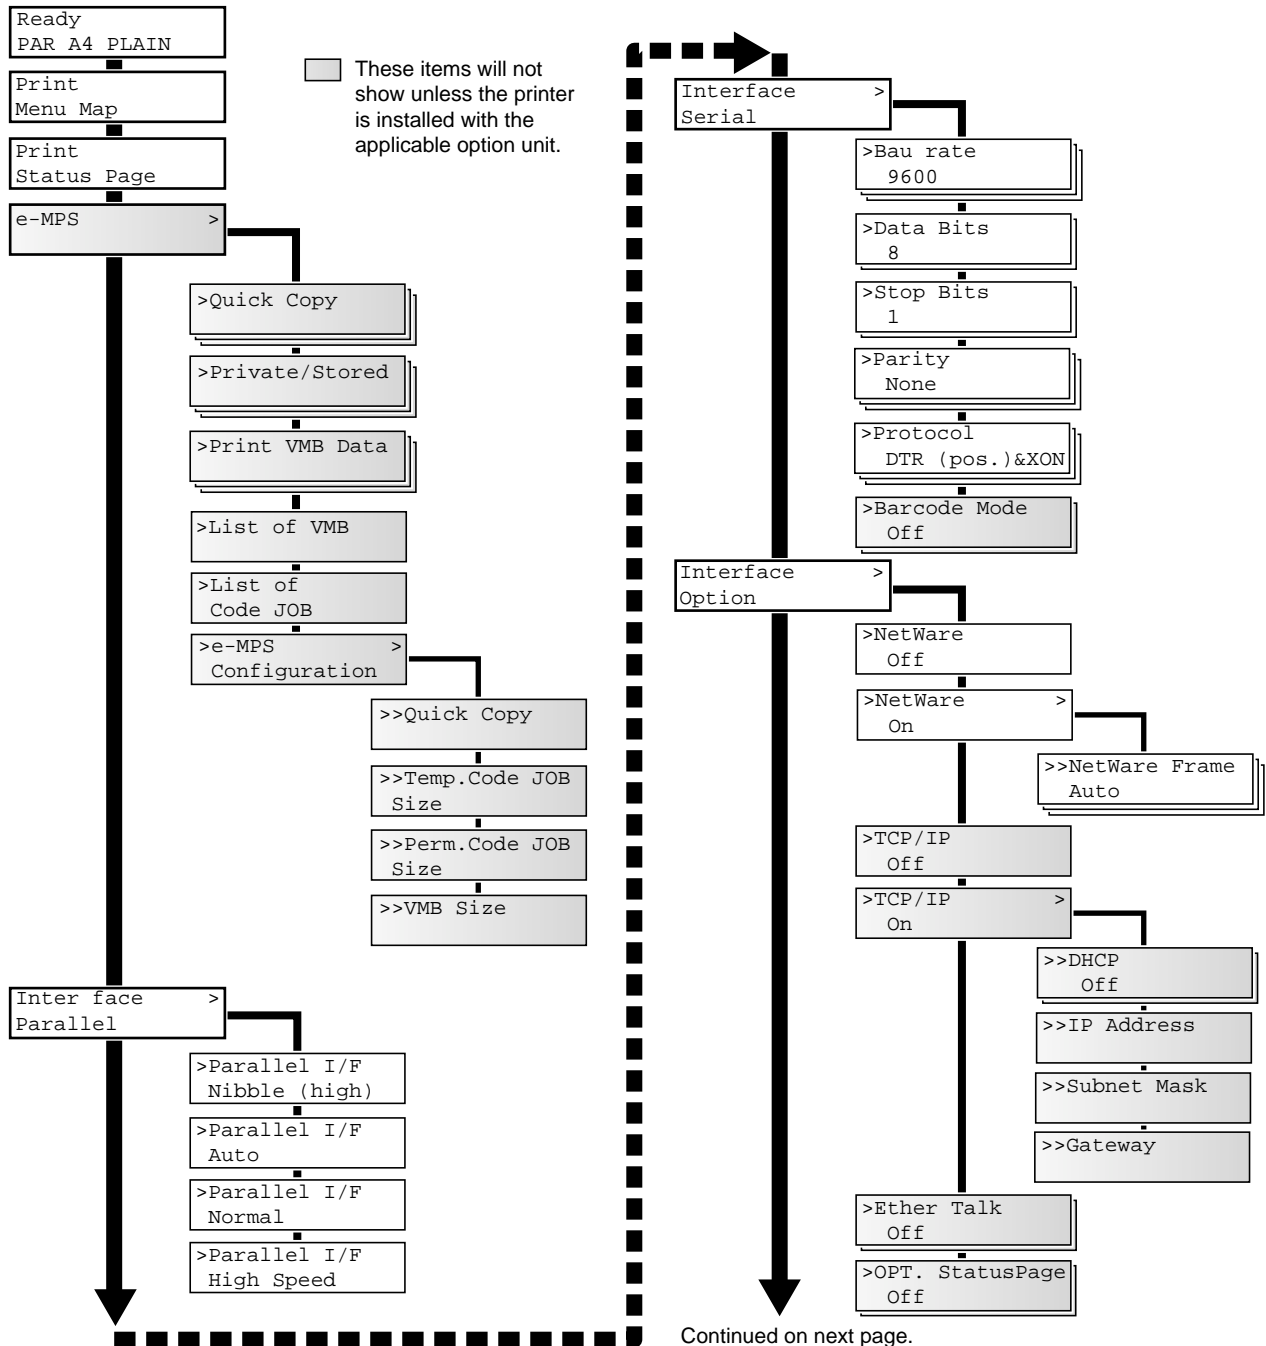 Ready
PAR A4 PLAIN
Print
Menu Map
Print
Status Page
e-MPS >
These items will not
show unless the printer
is installed with the
applicable option unit.
>Quick Copy
>Private/Stored
>Print VMB Data
>List of VMB
>List of
Code JOB
>e-MPS >
Configuration
>>Quick Copy
>>Temp.Code JOB
Size
>>Perm.Code JOB
Size
>>VMB Size
Inter face >
Parallel
>Parallel I/F
Nibble (high)
>Parallel I/F
Auto
>Parallel I/F
Normal
>Parallel I/F
High Speed
Interface >
Serial
>Bau rate
9600
>Data Bits
8
>Stop Bits
1
>Parity
None
>Protocol
DTR (pos.)&XON
>Barcode Mode
Off
Interface >
Option
>NetWare
Off
>NetWare >
On
>>NetWare Frame
Auto
>TCP/IP
Off
>TCP/IP >
On
>>DHCP
Off
>>IP Address
>>Subnet Mask
>>Gateway
>Ether Talk
Off
>OPT. StatusPage
Off
Continued on next page.